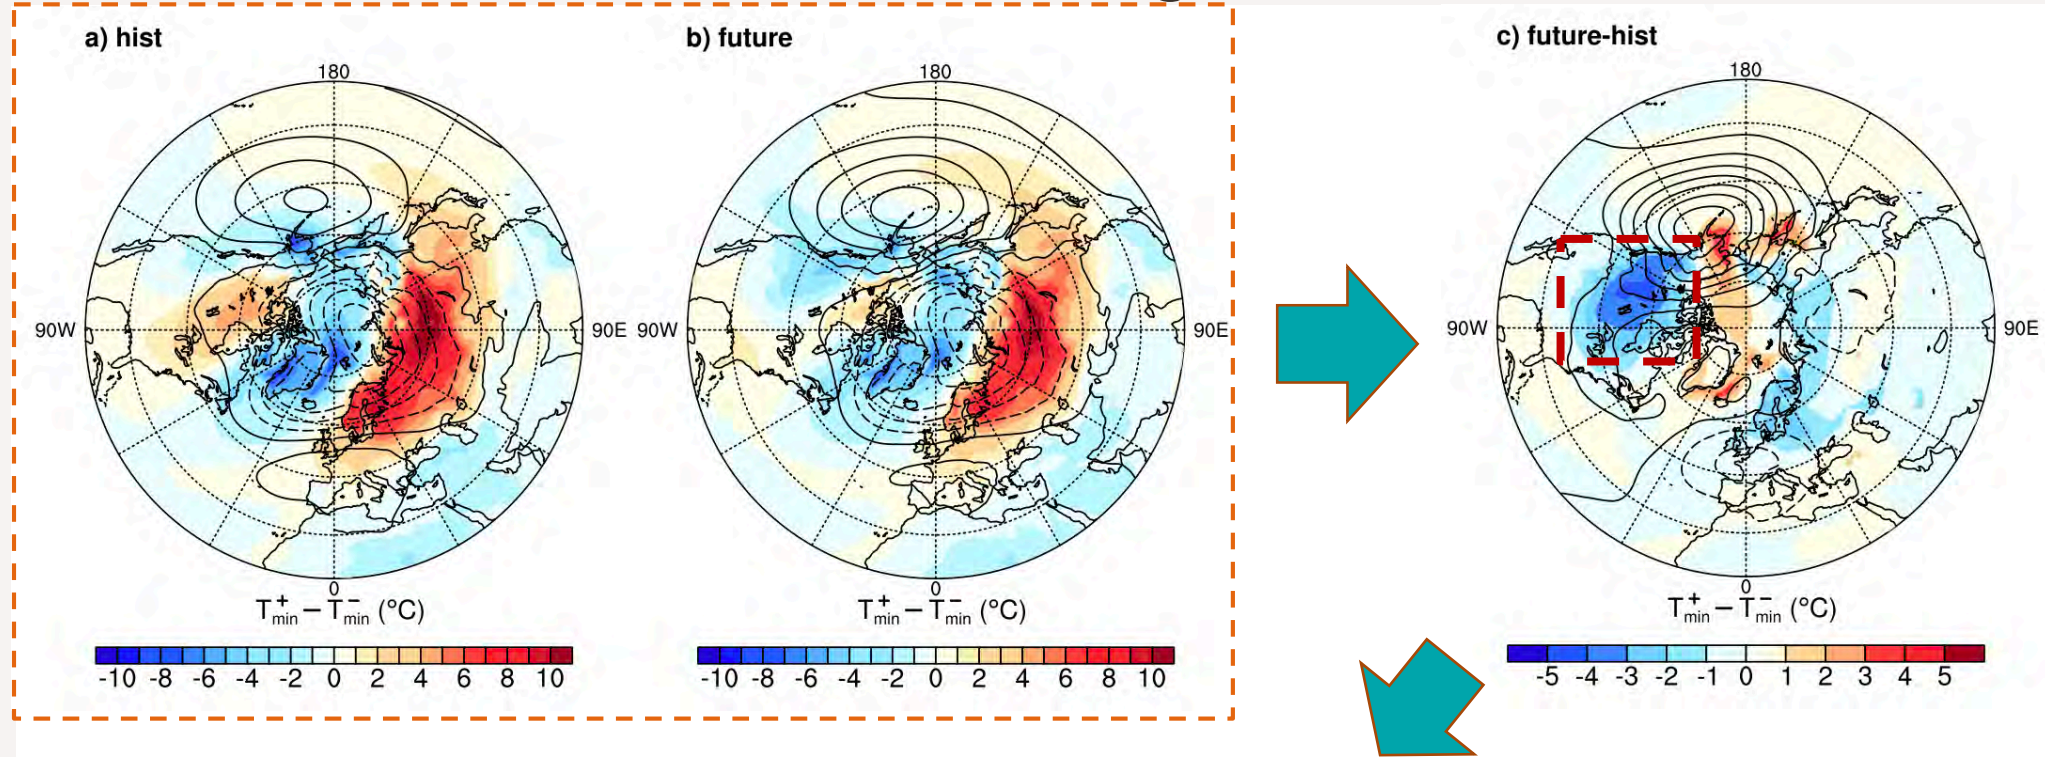 a) hist
180
90W
90E
0
T⁺min – T⁻min (°C)
-10 -8 -6 -4 -2 0 2 4 6 8 10
b) future
180
90W
90E
0
T⁺min – T⁻min (°C)
-10 -8 -6 -4 -2 0 2 4 6 8 10
c) future-hist
180
90W
90E
0
T⁺min – T⁻min (°C)
-5 -4 -3 -2 -1 0 1 2 3 4 5